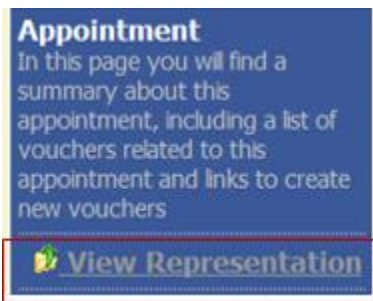 Appointment
In this page you will find a
summary about this
appointment, including a list of
vouchers related to this
appointment and links to create
new vouchers
View Representation